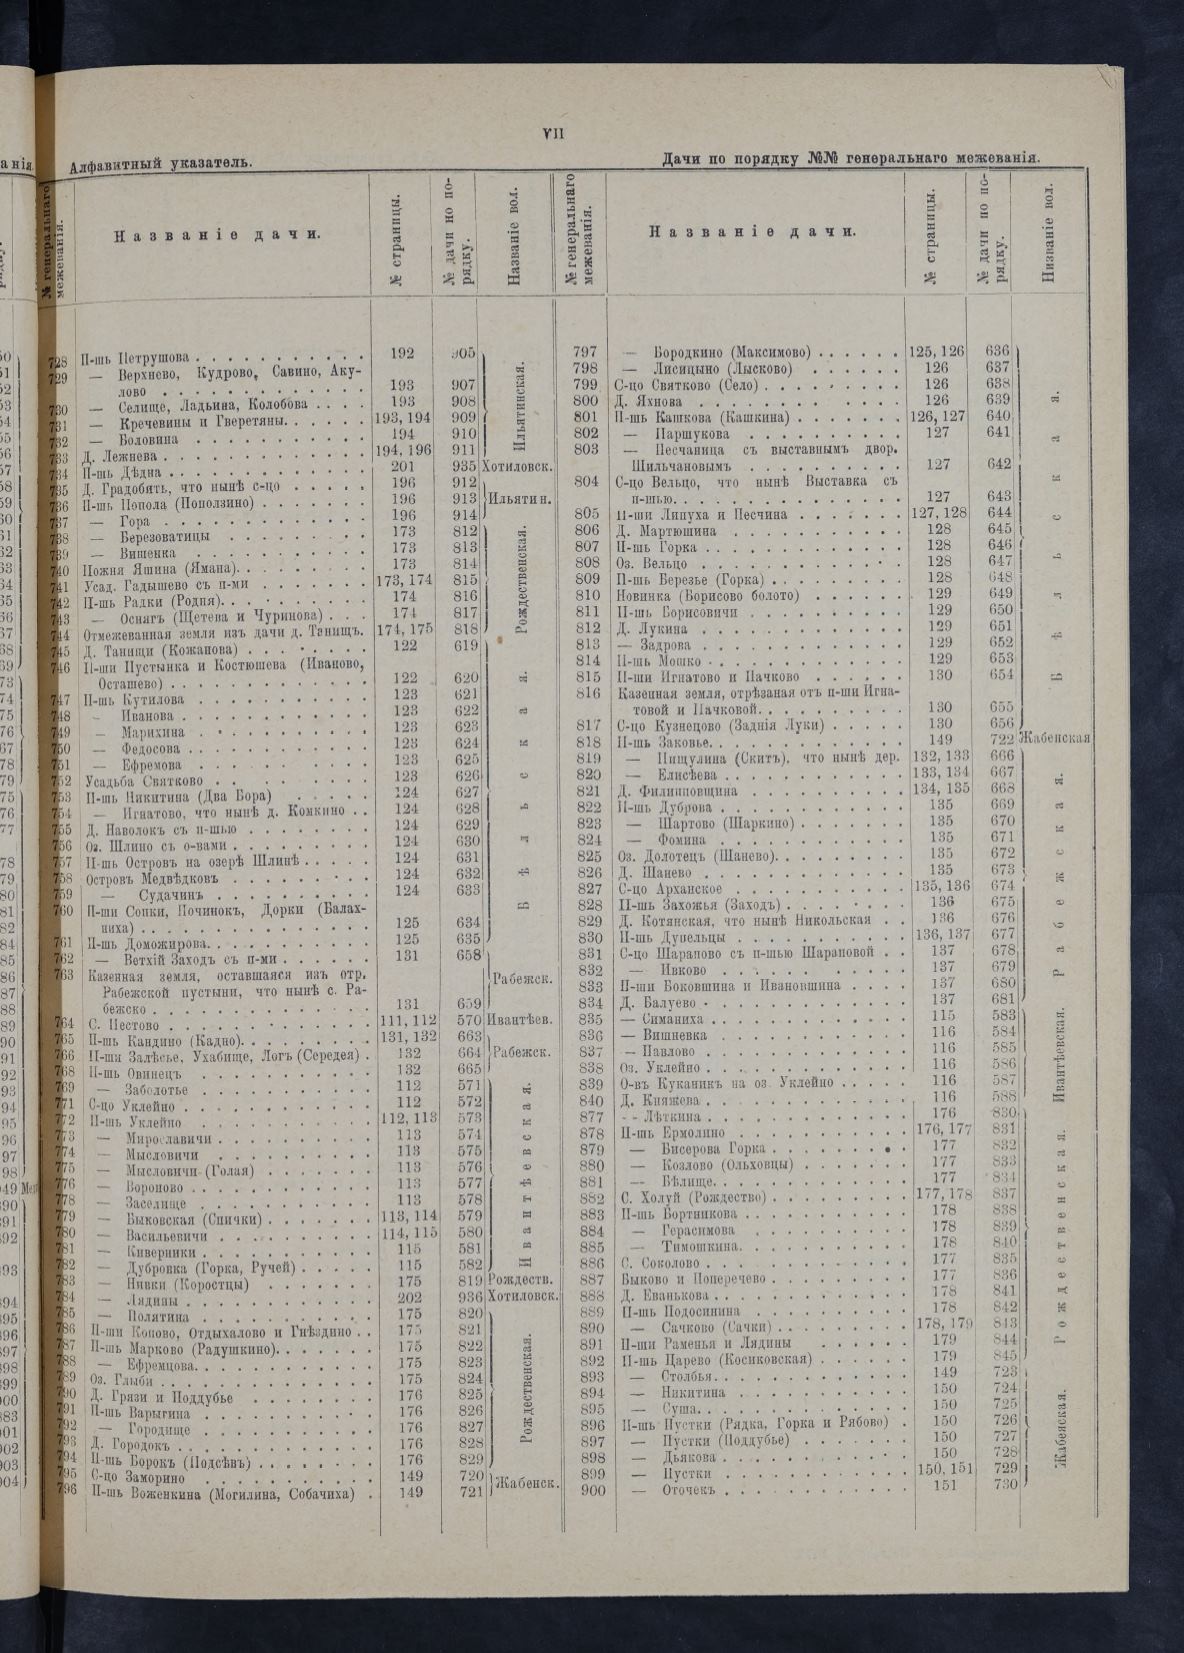 VII
Алфавитный указатель.
Дачи по порядку №№ генеральнаго межеванія.
№ генеральнаго межеванія.
Названіе дачи.
№ страницы.
№ дачи но порядку.
Названіе вол.
№ генеральнаго межеванія.
Названіе дачи.
№ страницы.
№ дачи по порядку.
Низваніе вол.
728 П-шь Петрушова 192 905
729 — Верхнево, Кудрово, Савино, Аку-
лово 193 907
730 — Селище, Ладьина, Колобова 193 908
731 — Кречевины и Гверетяны. 193, 194 909
732 — Боловина 194 910
733 Д. Лежнева 194, 196 911
Ильятинская.
734 П-шь Дѣдна 201 935 Хотиловск.
735 Д. Градобять, что нынѣ с-цо 196 912
736 П-шь Попола (Поползино) 196 913
737 — Гора 196 914
Ильятин.
738 — Березоватицы 173 812
739 — Вишенка 173 813
740 Пожня Яшина (Ямана). 173 814
741 Усад. Гадышево съ п-ми 173, 174 815
742 П-шь Радки (Родня). 174 816
743 — Оснягъ (Щетева и Чуринова) 174 817
744 Отмежеванная земля изъ дачи д. Танищъ. 174, 175 818
Рождественская.
745 Д. Танищи (Кожанова) 122 619
746 П-ши Пустынка и Костюшева (Иваново,
Осташево) 122 620
747 П-шь Кутилова 123 621
748 - Иванова 123 622
749 — Марихина 123 623
750 — Федосова 123 624
751 — Ефремова 123 625
752 Усадьба Святково 123 626
753 П-шь Никитина (Два Бора) 124 627
754 — Игнатово, что нынѣ д. Комкино 124 628
755 Д. Наволокъ съ п-шью 124 629
756 Оз. Шлино съ о-вами 124 630
757 П-шь Островъ на озерѣ Шлинѣ 124 631
758 Островъ Медвѣдковъ 124 632
759 — Судачинъ 124 633
760 П-ши Сопки, Починокъ, Дорки (Балах-
ниха) 125 634
761 П-шь Доможирова. 125 635
Бѣльская.
762 — Ветхій Заходъ съ п-ми 131 658
763 Казенная земля, оставшаяся изъ отр.
Рабежской пустыни, что нынѣ с. Ра-
бежско 131 659
Рабежск.
764 С. Пестово 111, 112 570 Ивантѣев.
765 П-шь Кандино (Кадно). 131, 132 663
766 П-ши Залѣсье, Ухабище, Логъ (Середея) 132 664
768 П-шь Овинецъ 132 665
Рабежск.
769 — Заболотье 112 571
771 С-цо Уклейно 112 572
772 П-шь Уклейно 112, 113 573
773 — Мирославичи 113 574
774 — Мысловичи 113 575
775 — Мысловичи (Голая) 113 576
776 — Вороново 113 577
778 — Заселище 113 578
779 — Быковская (Спички) 113, 114 579
780 — Васильевичи 114, 115 580
781 — Киверники 115 581
782 — Дубровка (Горка, Ручей) 115 582
Ивантѣевская.
783 — Нивки (Коростцы) 175 819 Рождеств.
784 — Лядины 202 936 Хотиловск.
785 — Полятина 175 820
786 П-ши Коново, Отдыхалово и Гнѣздино 175 821
787 П-шь Марково (Радушкино). 175 822
788 — Ефремцова. 175 823
789 Оз. Глыби 175 824
790 Д. Грязи и Поддубье 176 825
791 П-шь Варыгина 176 826
792 — Городище 176 827
793 Д. Городокъ 176 828
794 П-шь Борокъ (Подсѣвъ) 176 829
Рождественская.
795 С-цо Заморино 149 720
796 П-шь Воженкина (Могилина, Собачиха) 149 721
Жабенск.
797 — Бородкино (Максимово) 125, 126 636
798 — Лисицыно (Лысково) 126 637
799 С-цо Святково (Село) 126 638
800 Д. Яхнова 126 639
801 П-шь Кашкова (Кашкина) 126, 127 640
802 — Паршукова 127 641
803 — Песчаница съ выставнымъ двор.
Шильчановымъ 127 642
804 С-цо Вельцо, что нынѣ Выставка съ
п-шью. 127 643
805 П-ши Липуха и Песчина 127, 128 644
806 Д. Мартюшина 128 645
807 П-шь Горка 128 646
808 Оз. Вельцо 128 647
809 П-шь Березье (Горка) 128 648
810 Новинка (Борисово болото) 129 649
811 П-шь Борисовичи 129 650
812 Д. Лукина 129 651
813 — Задрова 129 652
814 П-шь Мошко 129 653
815 П-ши Игнатово и Пачково 130 654
816 Казенная земля, отрѣзаная отъ п-ши Игна-
товой и Пачковой. 130 655
817 С-цо Кузнецово (Заднія Луки) 130 656
Бѣльская.
818 П-шь Заковье. 149 722 Жабенская
819 — Пищулина (Скитъ). что нынѣ дер. 132, 133 666
820 — Елисѣева 133, 134 667
821 Д. Филипповщина 134, 135 668
822 П-шь Дуброва 135 669
823 — Шартово (Шаркино) 135 670
824 — Фомина 135 671
825 Оз. Долотецъ (Шанево). 135 672
826 Д. Шанево 135 673
827 С-цо Арханское 135, 136 674
828 П-шь Захожья (Заходъ) 136 675
829 Д. Котянская, что нынѣ Никольская 136 676
830 П-шь Дупельцы 136, 137 677
831 С-цо Шарапово съ п-шью Шараповой 137 678
832 — Ивково 137 679
833 П-ши Боковшина и Ивановшина 137 680
834 Д. Балуево 137 681
Рабежская.
835 — Симаниха 115 583
836 — Вишневка 116 584
837 — Павлово 116 585
838 Оз. Уклейно 116 586
839 О-въ Куканикъ на оз Уклейно 116 587
840 Д. Княжева 116 588
Ивантѣевская.
877 - - Лѣткина 176 830
878 П-шь Ермолино 176, 177 831
879 — Бисерова Горка 177 832
880 — Козлово (Ольховцы) 177 833
881 — Бѣлище. 177 834
882 С. Холуй (Рождество) 177, 178 837
883 П-шь Бортникова 178 838
884 — Герасимова 178 839
885 — Тимошкина. 178 840
886 С. Соколово 177 835
887 Быково и Поперечево 177 836
888 Д. Еванькова 178 841
889 П-шь Подосинина 178 842
890 — Сачково (Сачки) 178, 179 843
891 П-ши Раменья и Лядины 179 844
892 П-шь Царево (Косиковская) 179 845
Рождественская.
893 — Столбья. 149 723
894 — Никитина 150 724
895 — Суша. 150 725
896 П-шь Пустки (Рядка, Горка и Рябово) 150 726
897 — Пустки (Поддубье) 150 727
898 — Дьякова 150 728
899 — Пустки 150, 151 729
900 — Оточекъ 151 730
Жабенская.